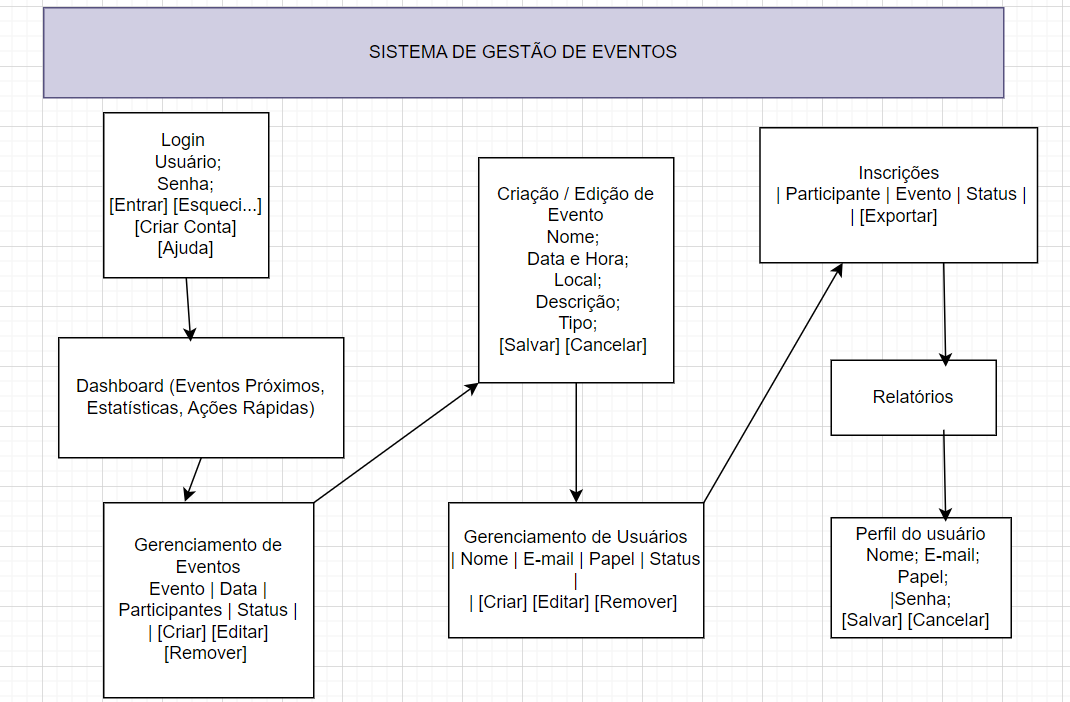 SISTEMA DE GESTÃO DE EVENTOS
Login
Usuário;
Senha;
[Entrar] [Esqueci...]
[Criar Conta]
[Ajuda]
Dashboard (Eventos Próximos,
Estatísticas, Ações Rápidas)
Gerenciamento de
Eventos
Evento | Data |
Participantes | Status |
| [Criar] [Editar]
[Remover]
Criação / Edição de
Evento
Nome;
Data e Hora;
Local;
Descrição;
Tipo;
[Salvar] [Cancelar]
Gerenciamento de Usuários
| Nome | E-mail | Papel | Status
|
| [Criar] [Editar] [Remover]
Inscrições
| Participante | Evento | Status |
| [Exportar]
Relatórios
Perfil do usuário
Nome; E-mail;
Papel;
|Senha;
[Salvar] [Cancelar]